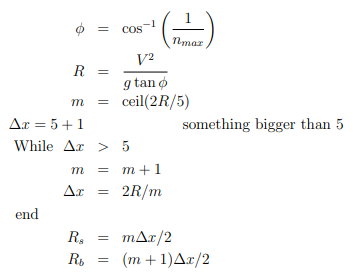 ϕ = cos⁻¹ (1/n_max)
R = V²/(g tan ϕ)
m = ceil(2R/5)
Δx = 5 + 1 something bigger than 5
While Δx > 5
m = m + 1
Δx = 2R/m
end
R_s = mΔx/2
R_b = (m + 1)Δx/2